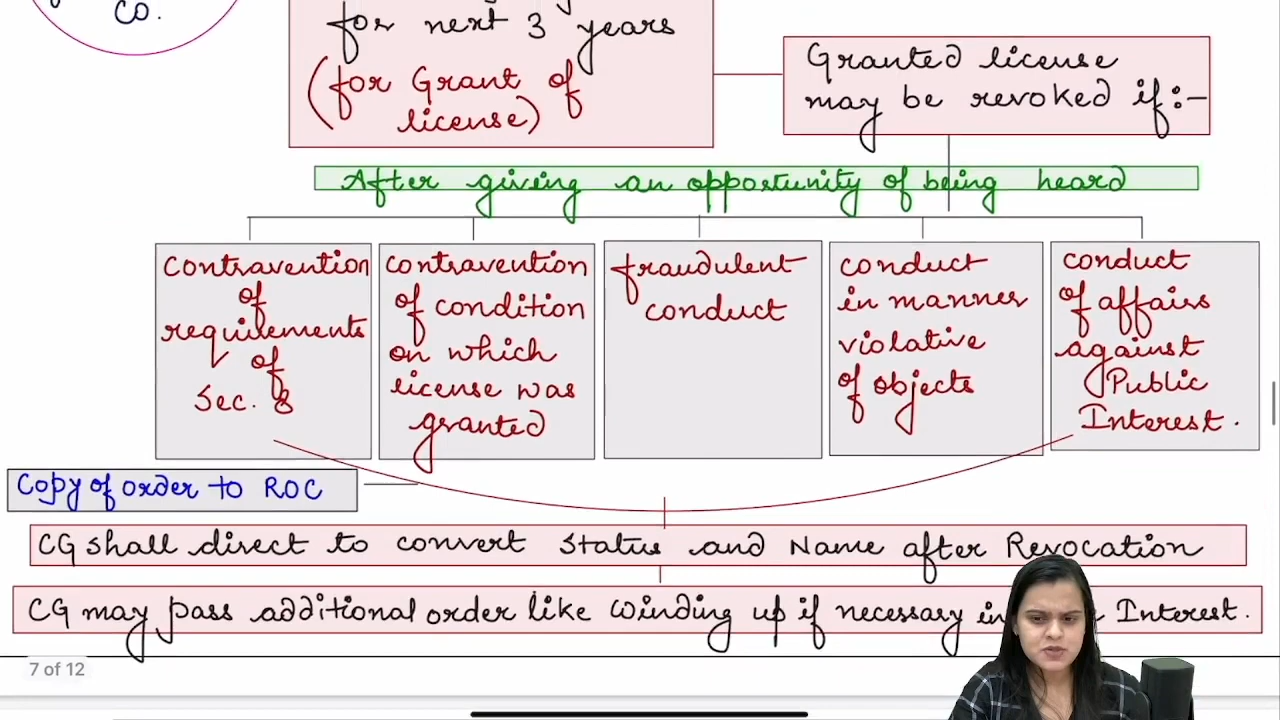 Co.
for next 3 years
(for Grant of
license)
Granted license
may be revoked if:-
After giving an opportunity of being heard
contravention
of
requirements
of
Sec. 8
contravention
of condition
on which
license was
granted
fraudulent
conduct
conduct
in manner
violative
of objects
conduct
of affairs
against
Public
Interest.
Copy of order to ROC
CG shall direct to convert Status and Name after Revocation
CG may pass additional order like winding up if necessary in Interest.
7 of 12